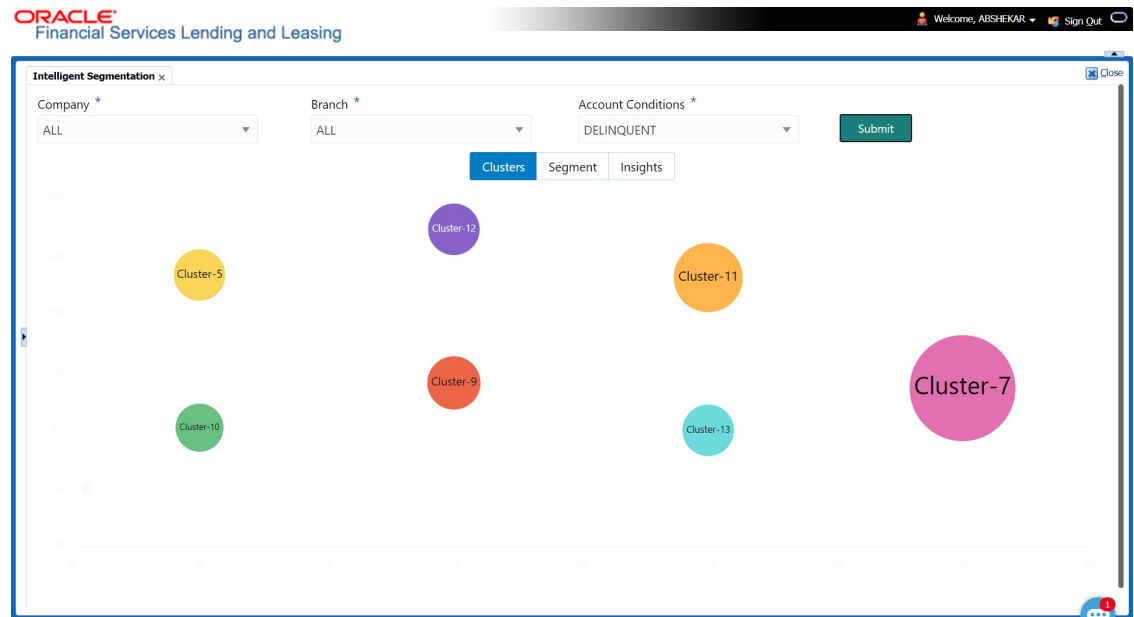 ORACLE
Financial Services Lending and Leasing
Welcome, ABSHEKAR
Sign Out
Intelligent Segmentation x
Close
Company *
Branch *
Account Conditions *
ALL
ALL
DELINQUENT
Submit
Clusters
Segment
Insights
Cluster-12
Cluster-5
Cluster-11
Cluster-9
Cluster-7
Cluster-10
Cluster-13
1